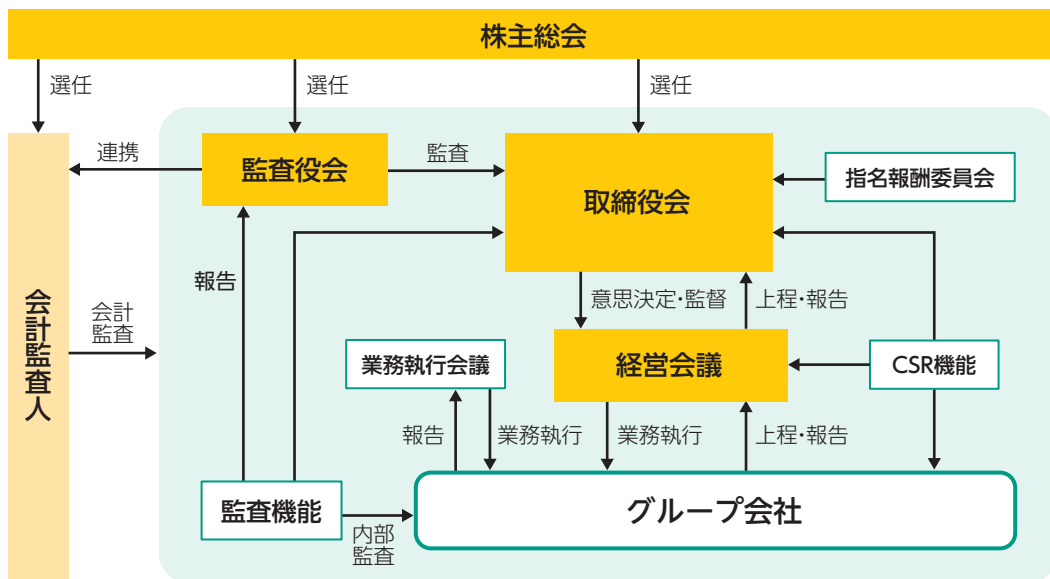 株主総会
選任
選任
選任
連携
監査役会
監査
取締役会
指名報酬委員会
報告
会計監査人
会計
監査
意思決定・監督
上程・報告
業務執行会議
経営会議
CSR機能
報告
業務執行
業務執行
上程・報告
監査機能
内部
監査
グループ会社